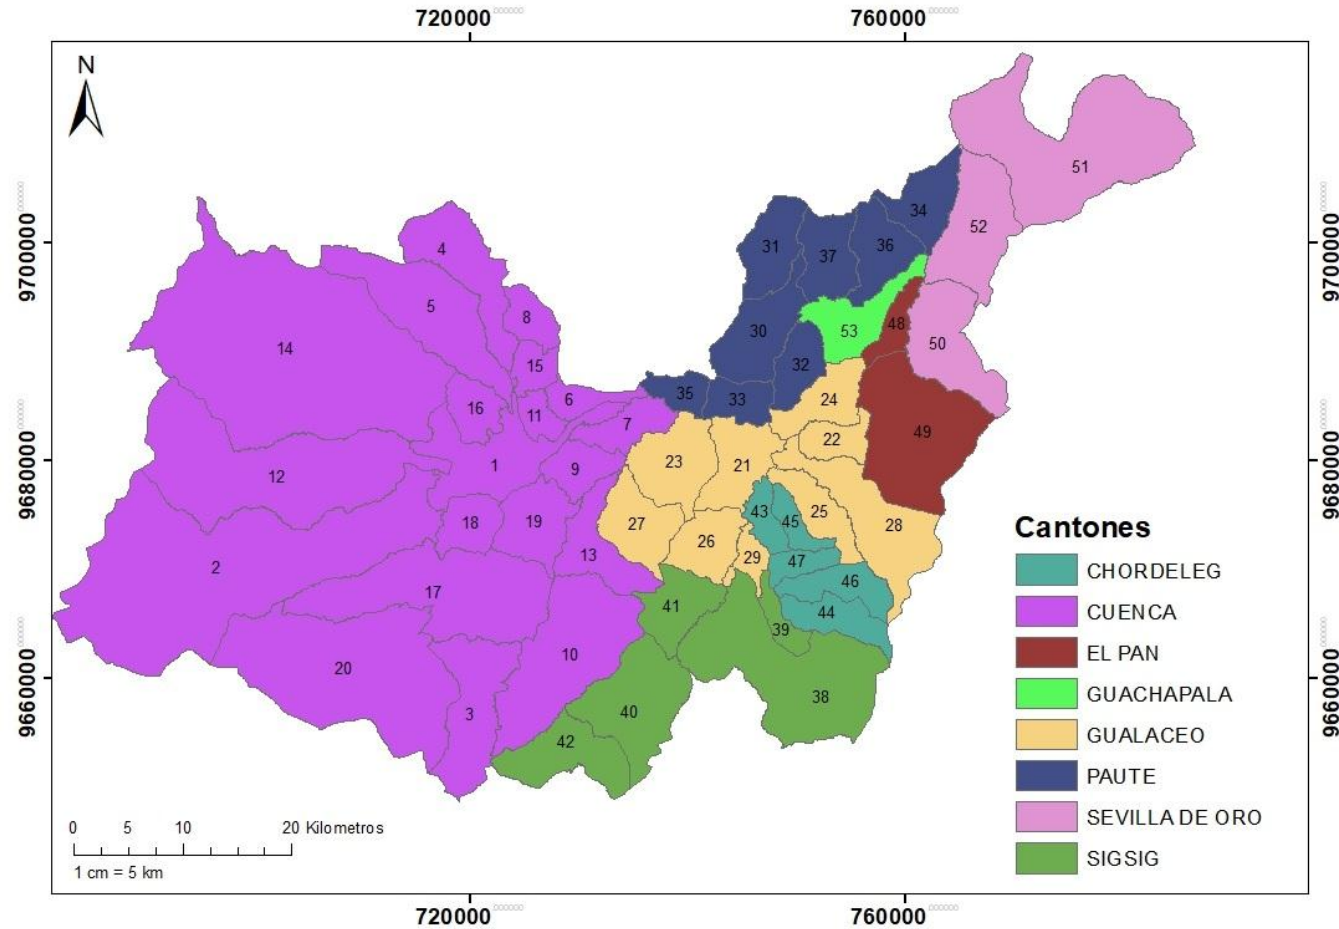 720000 760000
N
51
34
52
4 31 37 36
9700000 9700000
5
8 30 53 48
50
14 15 32
35 33 24
16 11 6
7 22 49
1 23 21
12 9
43 25
18 19 27 45 28
26
2 13 29 47
17 46
41 44
39
20 10
38
3 40
42
9680000 9680000
9660000 9660000
Cantones
CHORDELEG
CUENCA
EL PAN
GUACHAPALA
GUALACEO
PAUTE
SEVILLA DE ORO
SIGSIG
0 5 10 20 Kilometros
1 cm = 5 km
720000 760000